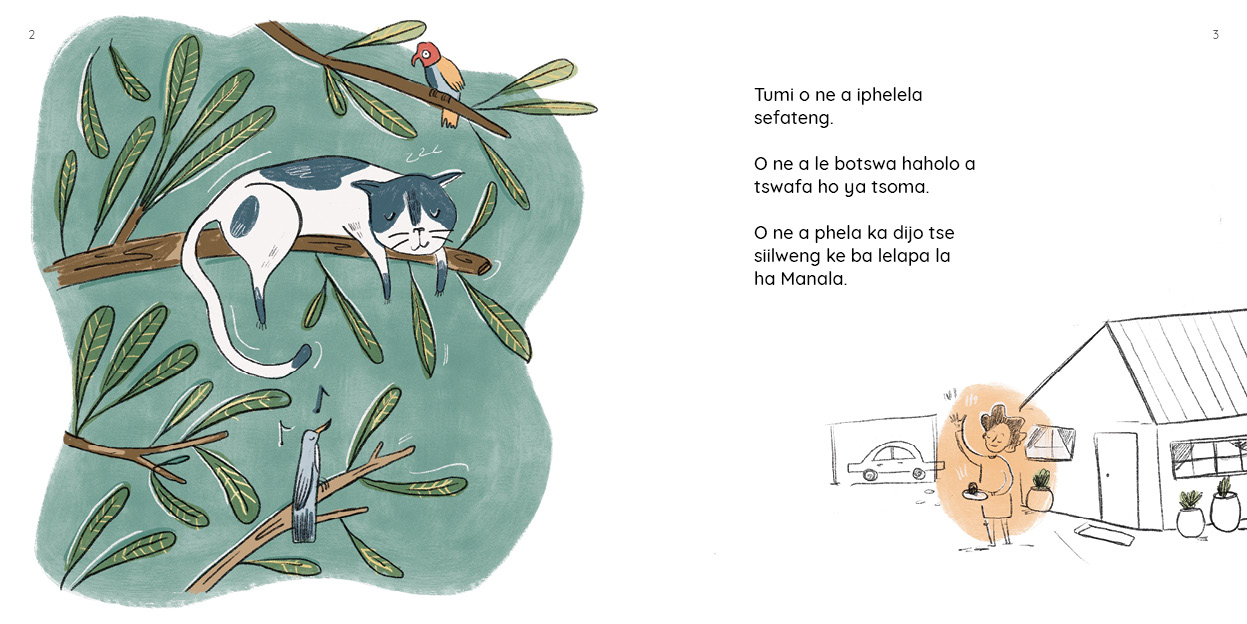 2
zzz
3
Tumi o ne a iphelela
sefateng.
O ne a le botswa haholo a
tswafa ho ya tsoma.
O ne a phela ka dijo tse
siilweng ke ba lelapa la
ha Manala.